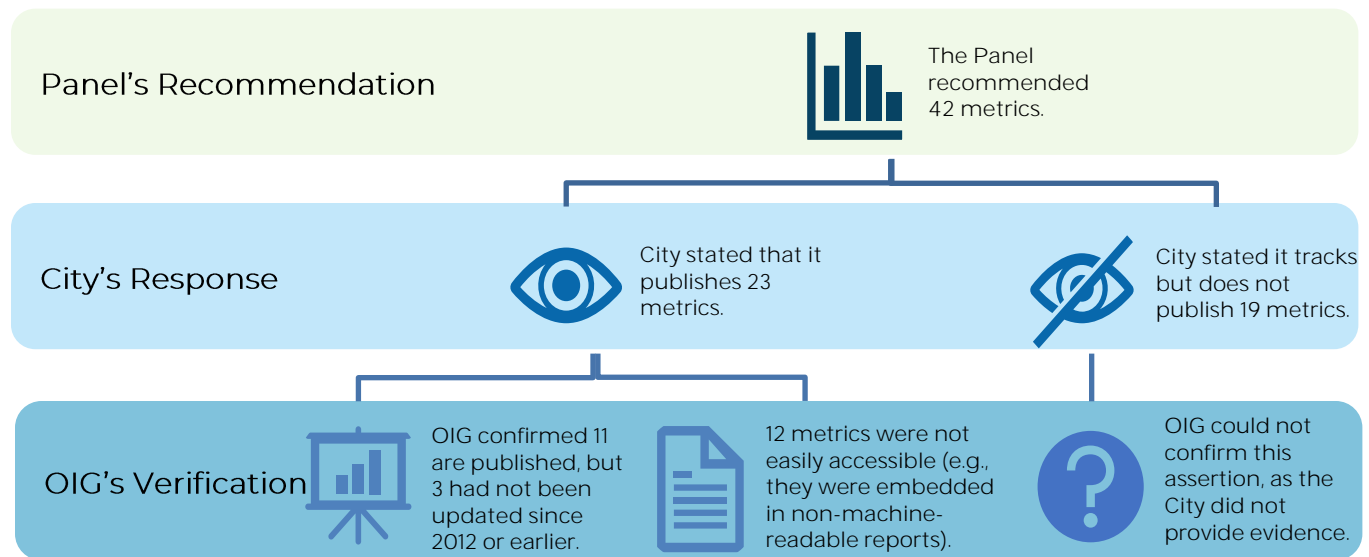 Panel's Recommendation
The Panel
recommended
42 metrics.
City's Response
City stated that it
publishes 23
metrics.
City stated it tracks
but does not
publish 19 metrics.
OIG's Verification
OIG confirmed 11
are published, but
3 had not been
updated since
2012 or earlier.
12 metrics were not
easily accessible (e.g.,
they were embedded
in non-machine-
readable reports).
OIG could not
confirm this
assertion, as the
City did not
provide evidence.